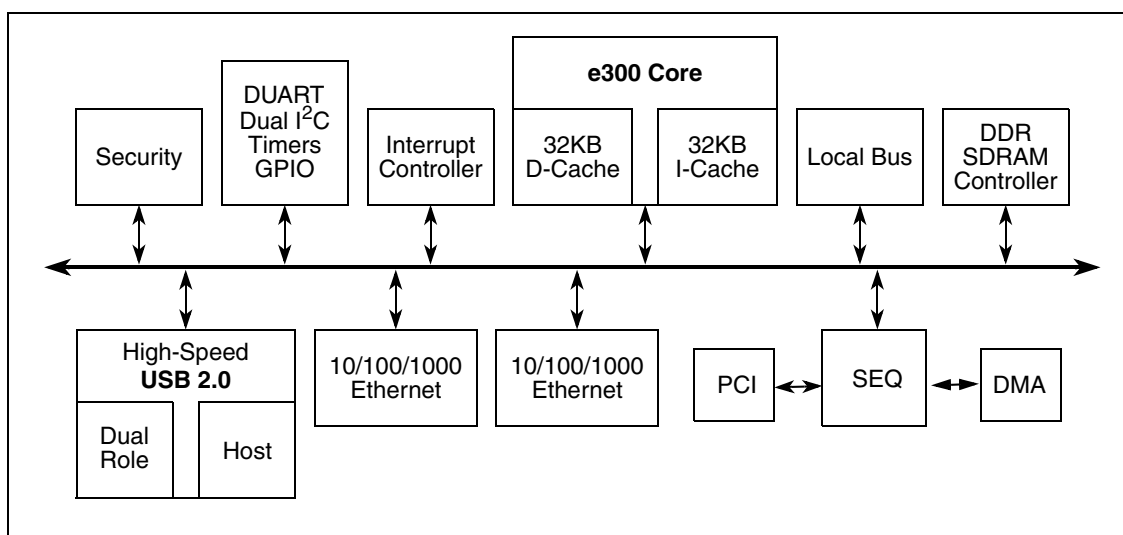 e300 Core
Security
DUART
Dual I²C
Timers
GPIO
Interrupt
Controller
32KB
D-Cache
32KB
I-Cache
Local Bus
DDR
SDRAM
Controller
High-Speed
USB 2.0
Dual
Role
Host
10/100/1000
Ethernet
10/100/1000
Ethernet
PCI
SEQ
DMA